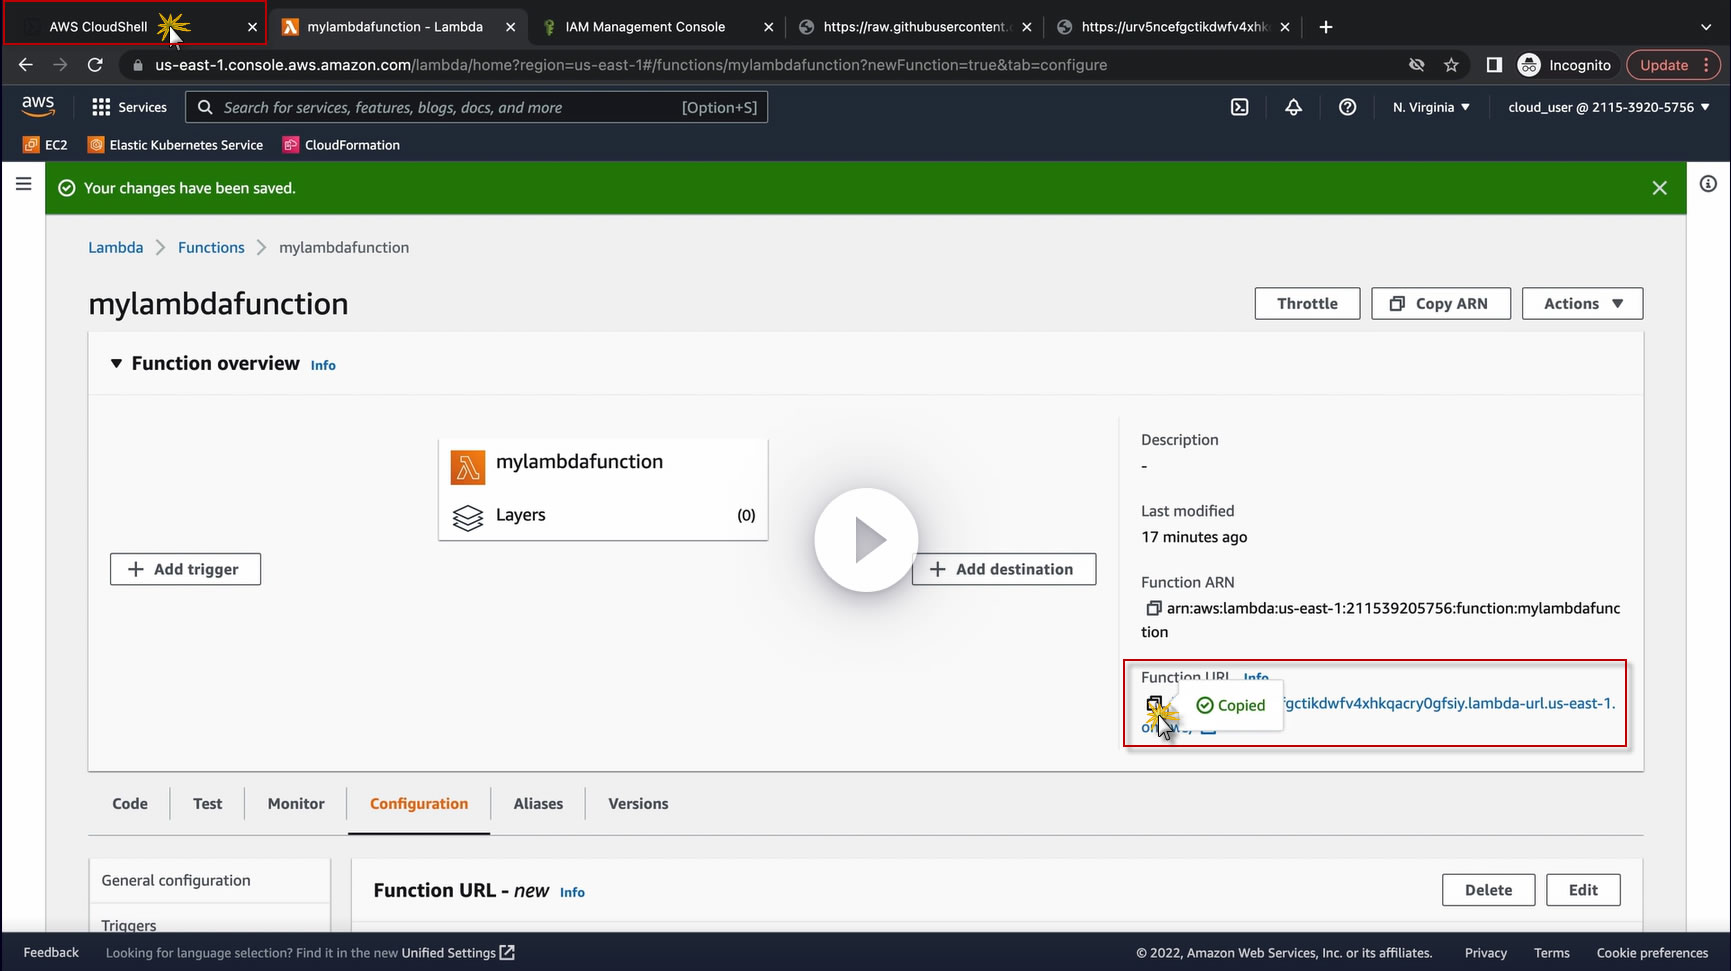 AWS CloudShell
mylambdafunction - Lambda
IAM Management Console
https://raw.githubusercontent.c
https://urv5ncefgctikdwfv4xhk
us-east-1.console.aws.amazon.com/lambda/home?region=us-east-1#/functions/mylambdafunction?newFunction=true&tab=configure
Incognito
Update
aws
Services
Search for services, features, blogs, docs, and more
[Option+S]
N. Virginia
cloud_user @ 2115-3920-5756
EC2
Elastic Kubernetes Service
CloudFormation
Your changes have been saved.
Lambda
Functions
mylambdafunction
mylambdafunction
Throttle
Copy ARN
Actions
Function overview
Info
mylambdafunction
Layers
(0)
Add trigger
Add destination
Description
-
Last modified
17 minutes ago
Function ARN
arn:aws:lambda:us-east-1:211539205756:function:mylambdafunc
tion
Function URL
Info
Copied
fgctikdwfv4xhkqacry0gfsiy.lambda-url.us-east-1.
Code
Test
Monitor
Configuration
Aliases
Versions
General configuration
Triggers
Function URL - new
Info
Delete
Edit
Feedback
Looking for language selection? Find it in the new Unified Settings
© 2022, Amazon Web Services, Inc. or its affiliates.
Privacy
Terms
Cookie preferences